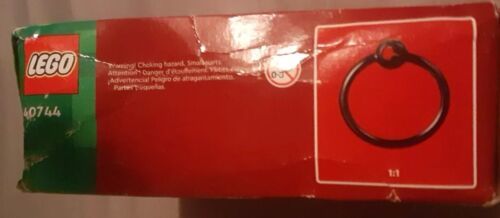 LEGO
40744
Warning! Choking hazard. Small parts.
Attention! Danger d'étouffement. Petites
¡Advertencia! Peligro de atragantamiento.
Partes pequeñas.
0-3
1:1